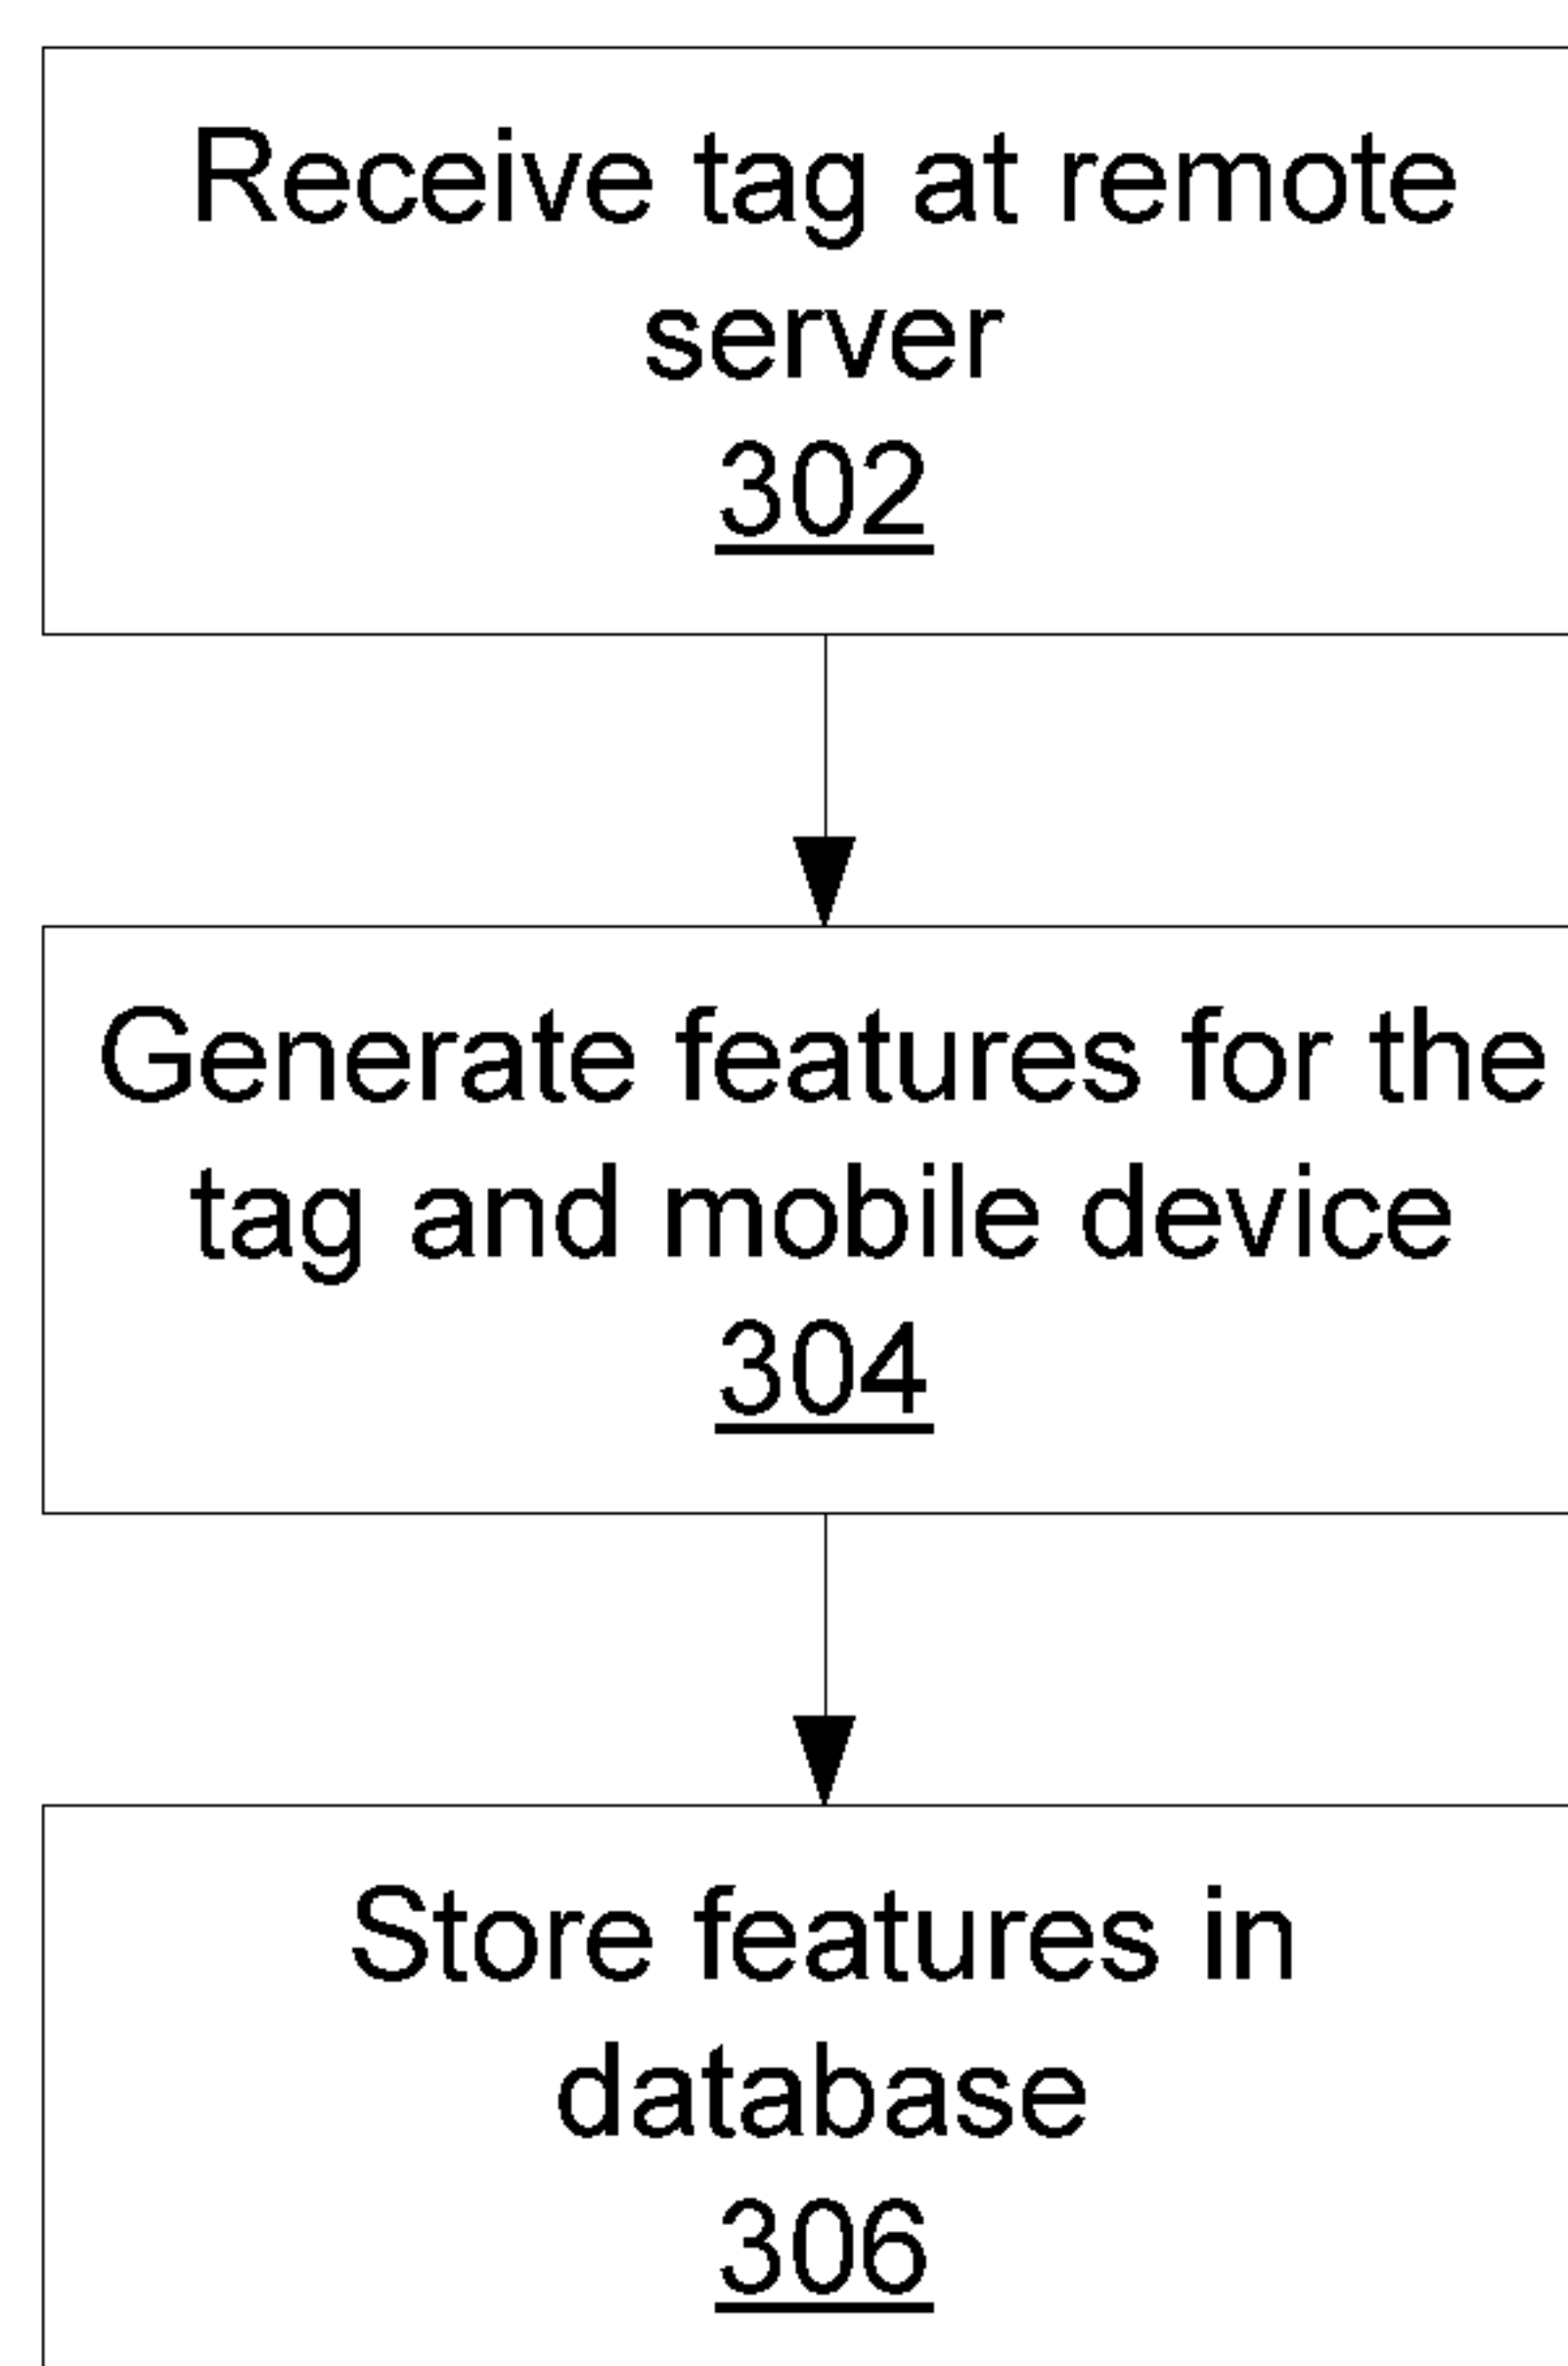 Receive tag at remote
server
302
Generate features for the
tag and mobile device
304
Store features in
database
306